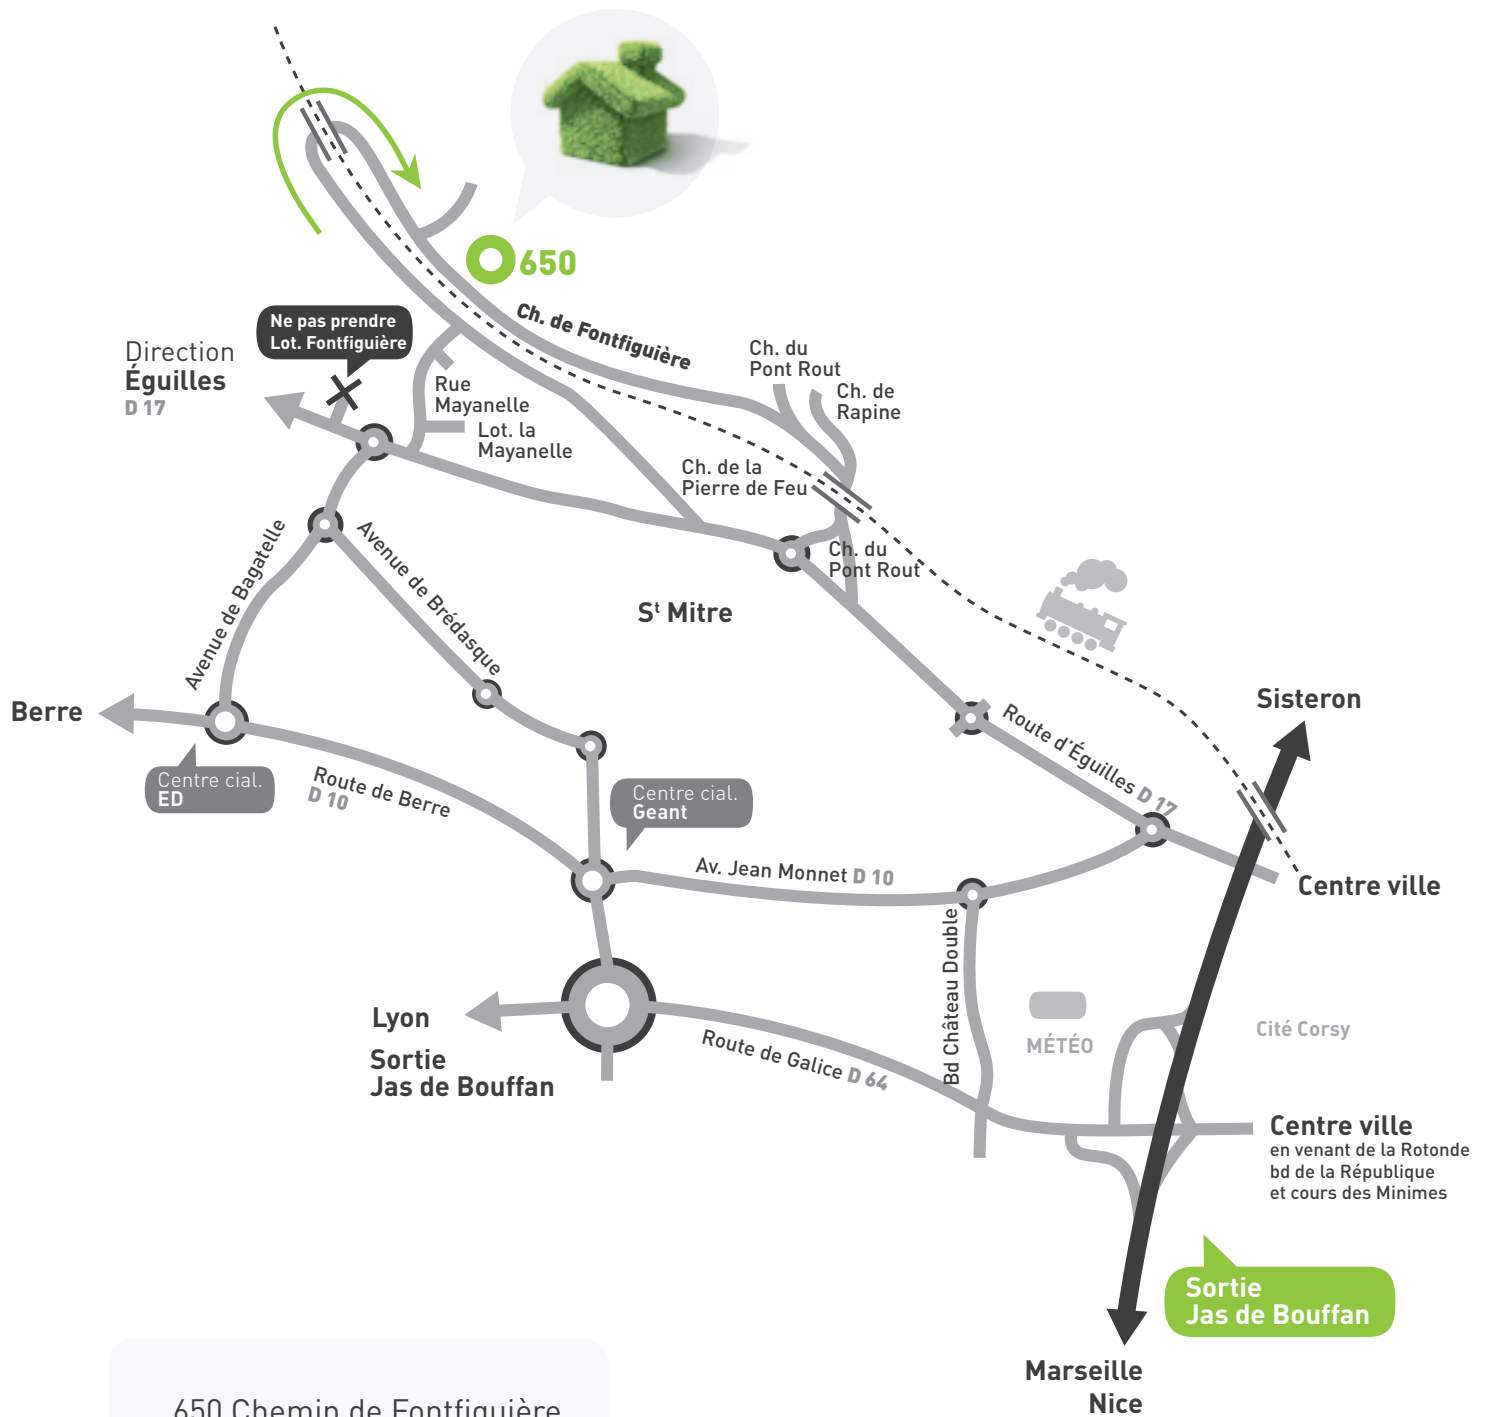 650
Ch. de Fontfiguière
Ne pas prendre
Lot. Fontfiguière
Direction
Éguilles
D 17
Rue
Mayanelle
Lot. la
Mayanelle
Ch. du
Pont Rout
Ch. de
Rapine
Ch. de la
Pierre de Feu
Ch. du
Pont Rout
Avenue de Bagatelle
Avenue de Brédasque
St Mitre
Berre
Sisteron
Route d'Éguilles D 17
Centre cial.
ED
Route de Berre
D 10
Centre cial.
Geant
Av. Jean Monnet D 10
Centre ville
Bd Château Double
Lyon
Sortie
Jas de Bouffan
Route de Galice D 64
MÉTÉO
Cité Corsy
Centre ville
en venant de la Rotonde
bd de la République
et cours des Minimes
Sortie
Jas de Bouffan
Marseille
Nice
650 Chemin de Fontfiguière